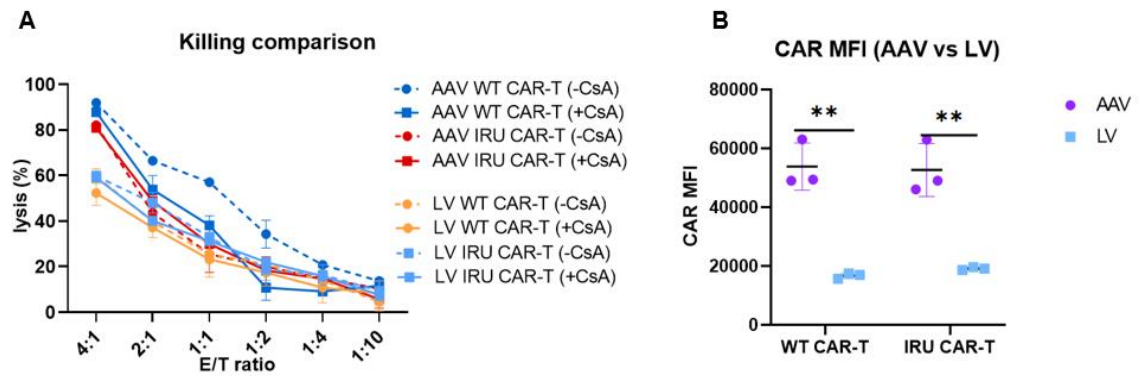 A
Killing comparison
lysis (%)
100
80
60
40
20
0
4:1
2:1
1:1
1:2
1:4
1:10
E/T ratio
AAV WT CAR-T (-CsA)
AAV WT CAR-T (+CsA)
AAV IRU CAR-T (-CsA)
AAV IRU CAR-T (+CsA)
LV WT CAR-T (-CsA)
LV WT CAR-T (+CsA)
LV IRU CAR-T (-CsA)
LV IRU CAR-T (+CsA)
B
CAR MFI (AAV vs LV)
CAR MFI
80000
60000
40000
20000
0
**
**
WT CAR-T
IRU CAR-T
AAV
LV